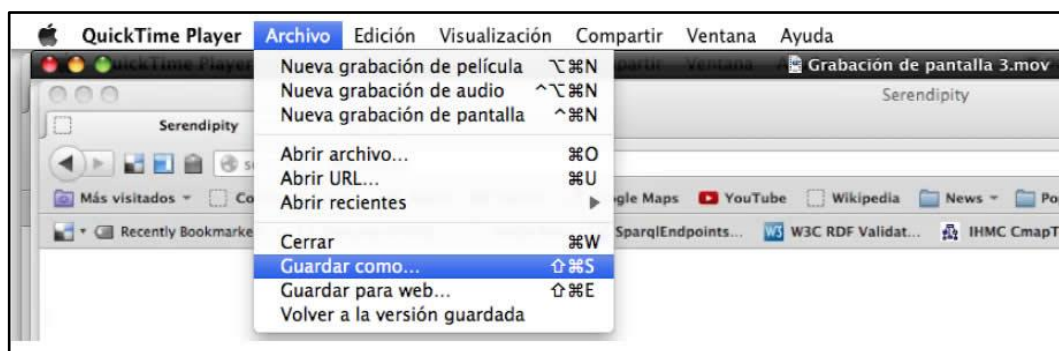 QuickTime Player Archivo Edición Visualización Compartir Ventana Ayuda
Grabación de pantalla 3.mov
Nueva grabación de película ⌥⌘N
Nueva grabación de audio ^⌥⌘N
Nueva grabación de pantalla ^⌘N
Serendipity
Serendipity
Abrir archivo... ⌘O
Abrir URL... ⌘U
Abrir recientes ▶
Más visitados Maps YouTube Wikipedia News
Recently Bookmarke SparqlEndpoints... W3C RDF Validat... IHMC CmapT
Cerrar ⌘W
Guardar como... ⇧⌘S
Guardar para web... ⇧⌘E
Volver a la versión guardada